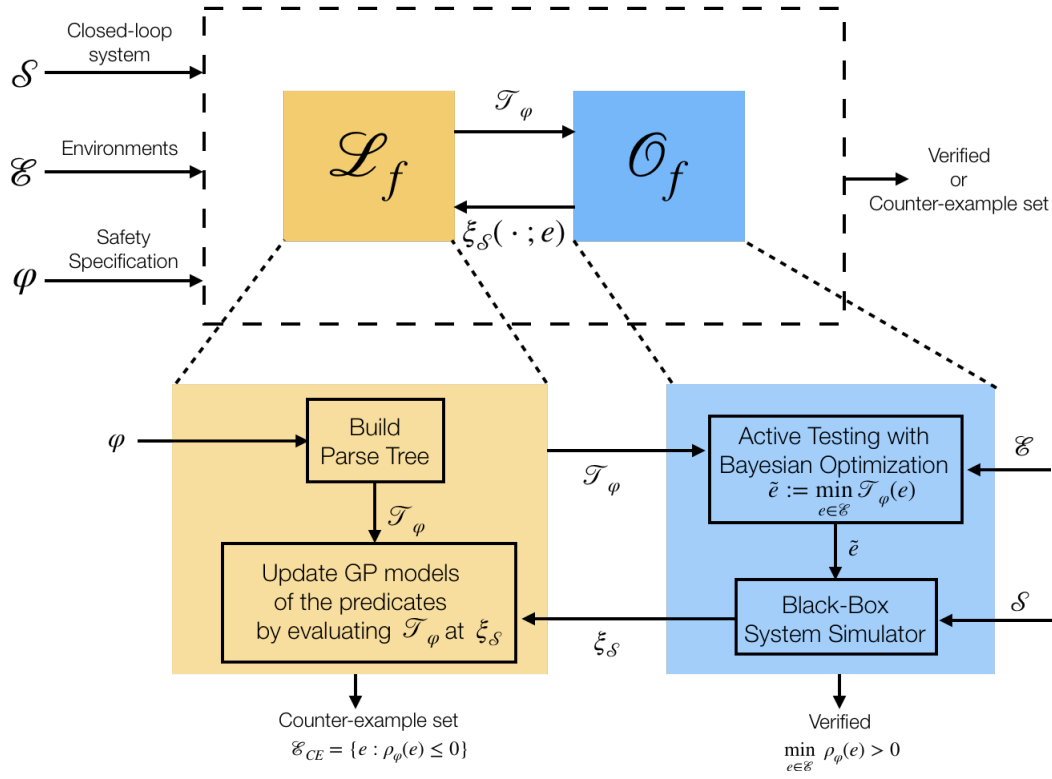 Closed-loop
system
𝒮
Environments
ℰ
Safety
Specification
φ
ℒ_f
𝒯_φ
𝒪_f
ξ_𝒮( · ; e)
Verified
or
Counter-example set
φ
Build
Parse Tree
𝒯_φ
Update GP models
of the predicates
by evaluating 𝒯_φ at ξ_𝒮
𝒯_φ
Active Testing with
Bayesian Optimization
ẽ := min 𝒯_φ(e)
e∈ℰ
ℰ
ẽ
Black-Box
System Simulator
𝒮
ξ_𝒮
Counter-example set
ℰ_CE = {e : ρ_φ(e) ≤ 0}
Verified
min ρ_φ(e) > 0
e∈ℰ